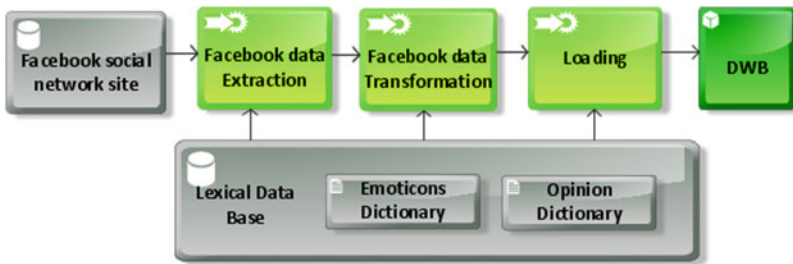 Facebook social
network site
Facebook data
Extraction
Facebook data
Transformation
Loading
DWB
Lexical Data
Base
Emoticons
Dictionary
Opinion
Dictionary